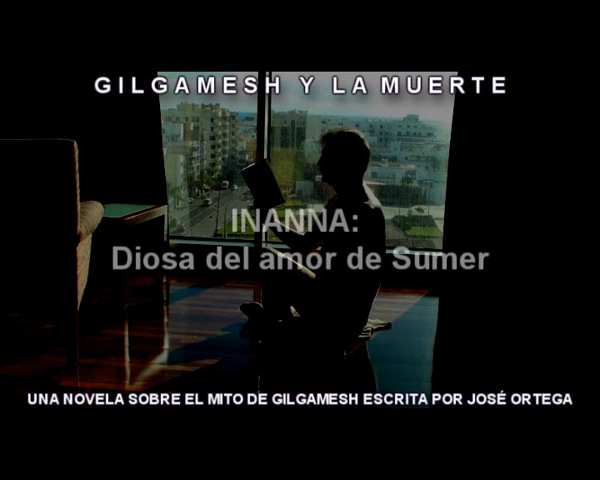 GILGAMESH Y LA MUERTE
INANNA:
Diosa del amor de Sumer
UNA NOVELA SOBRE EL MITO DE GILGAMESH ESCRITA POR JOSÉ ORTEGA